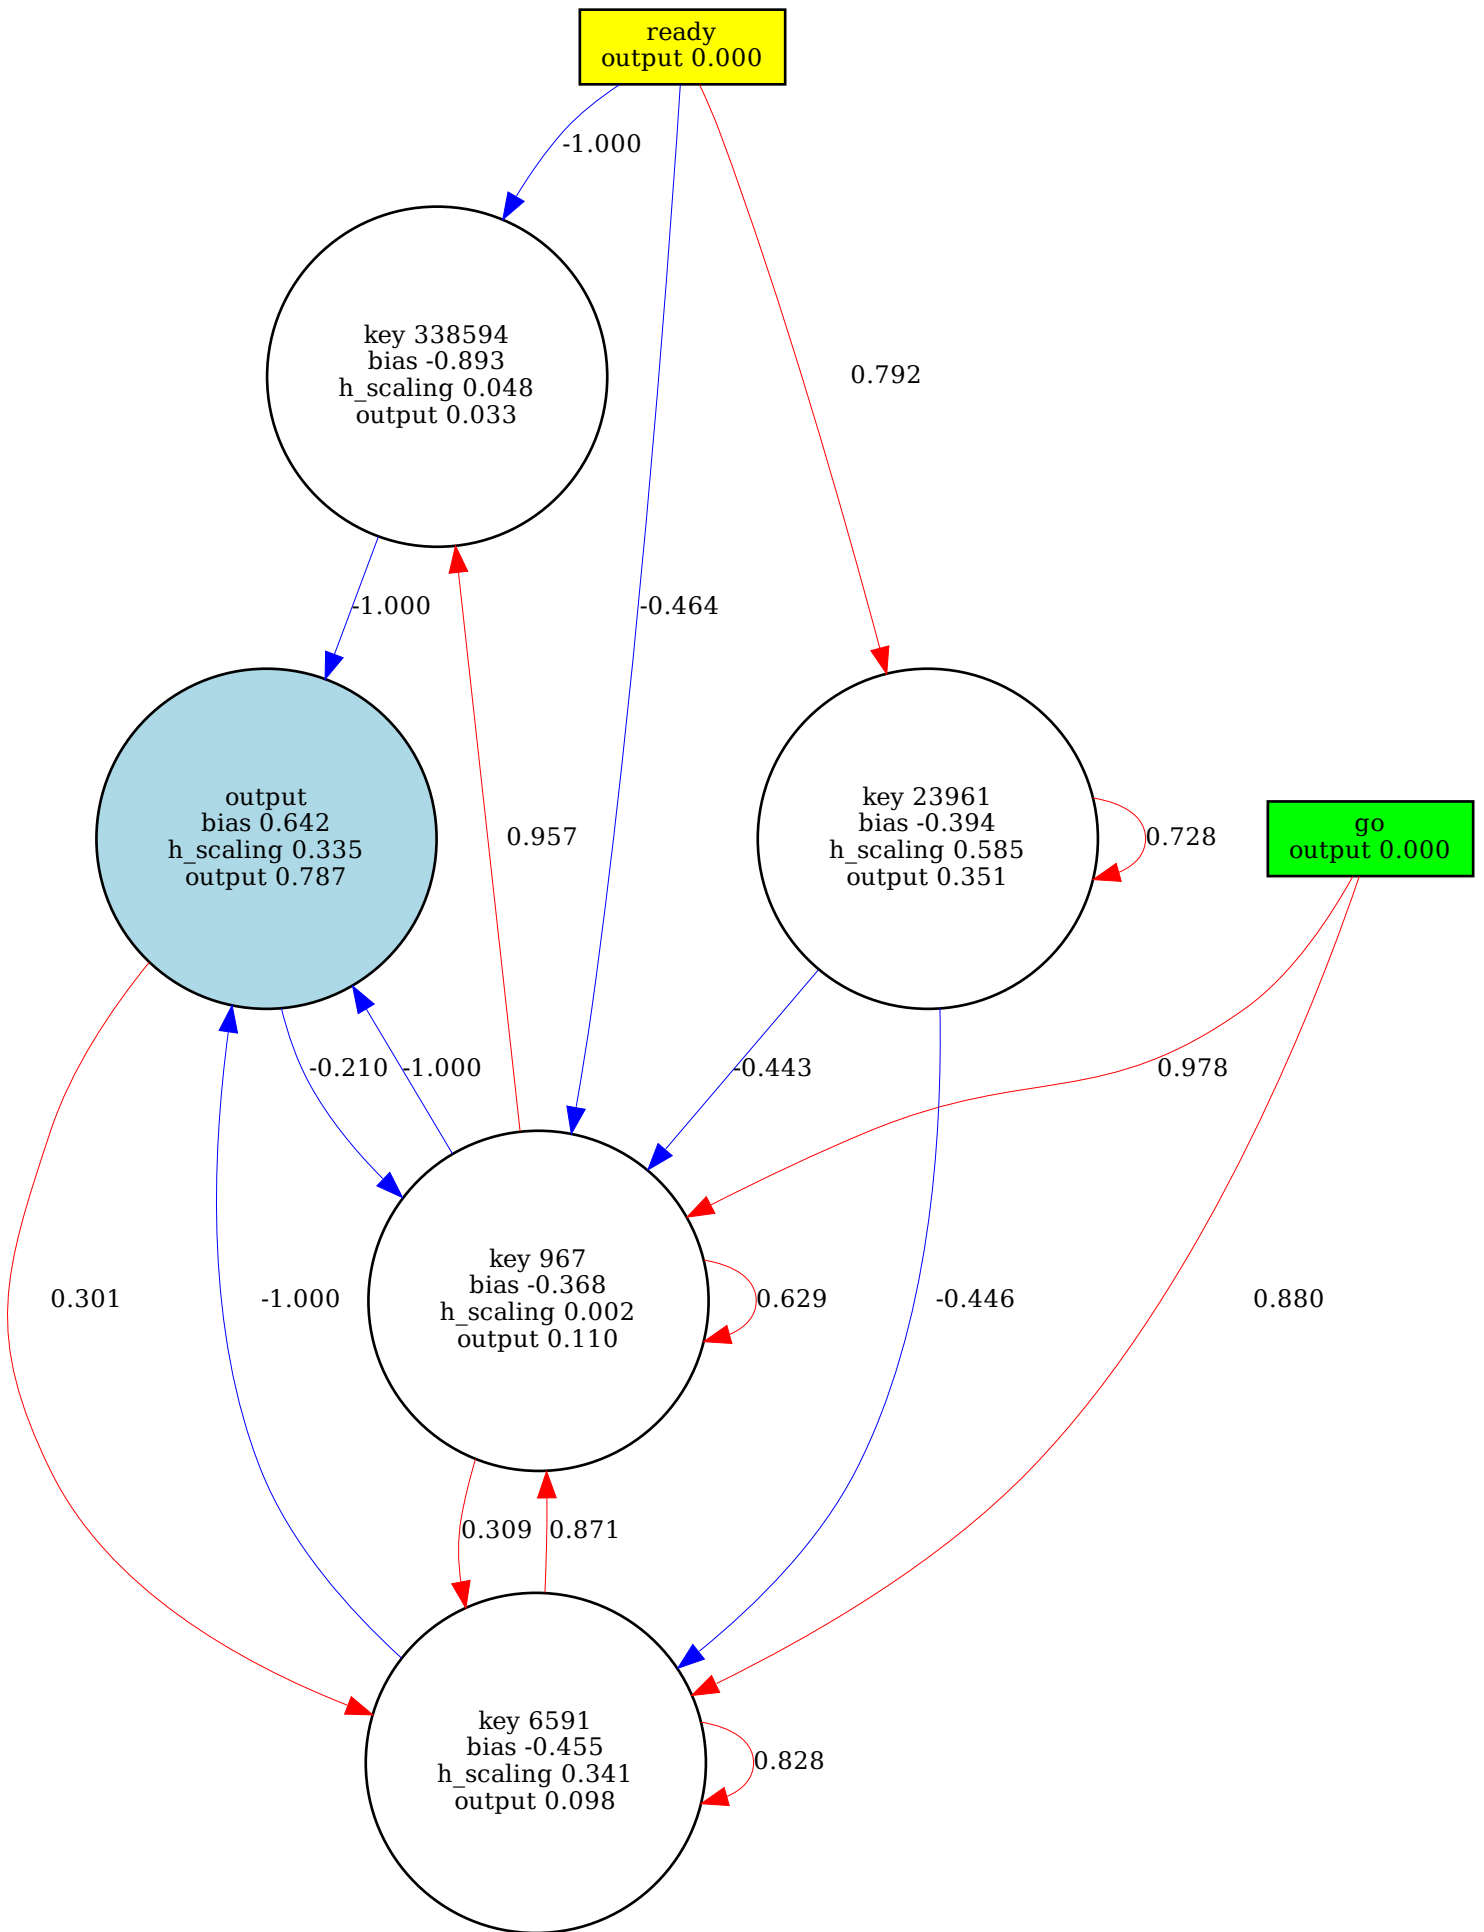 ready
output 0.000
-1.000
key 338594
bias -0.893
h_scaling 0.048
output 0.033
0.792
-1.000
-0.464
output
bias 0.642
h_scaling 0.335
output 0.787
0.957
key 23961
bias -0.394
h_scaling 0.585
output 0.351
0.728
go
output 0.000
-0.210
-1.000
-0.443
0.978
0.301
-1.000
key 967
bias -0.368
h_scaling 0.002
output 0.110
0.629
-0.446
0.880
0.309
0.871
key 6591
bias -0.455
h_scaling 0.341
output 0.098
0.828